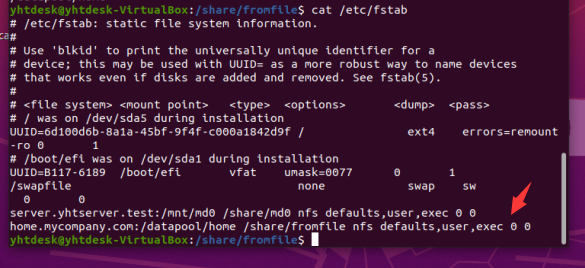 yhtdesk@yhtdesk-VirtualBox:/share/fromfile$ cat /etc/fstab
# /etc/fstab: static file system information.
#
# Use 'blkid' to print the universally unique identifier for a
# device; this may be used with UUID= as a more robust way to name devices
# that works even if disks are added and removed. See fstab(5).
#
# <file system> <mount point>   <type>  <options>       <dump>  <pass>
# / was on /dev/sda5 during installation
UUID=6d100d6b-8a1a-45bf-9f4f-c000a1842d9f /               ext4    errors=remount
-ro 0       1
# /boot/efi was on /dev/sda1 during installation
UUID=B117-6189  /boot/efi       vfat    umask=0077      0       1
/swapfile                                 none            swap    sw
  0       0
server.yhtserver.test:/mnt/md0 /share/md0 nfs defaults,user,exec 0 0
home.mycompany.com:/datapool/home /share/fromfile nfs defaults,user,exec 0 0
yhtdesk@yhtdesk-VirtualBox:/share/fromfile$